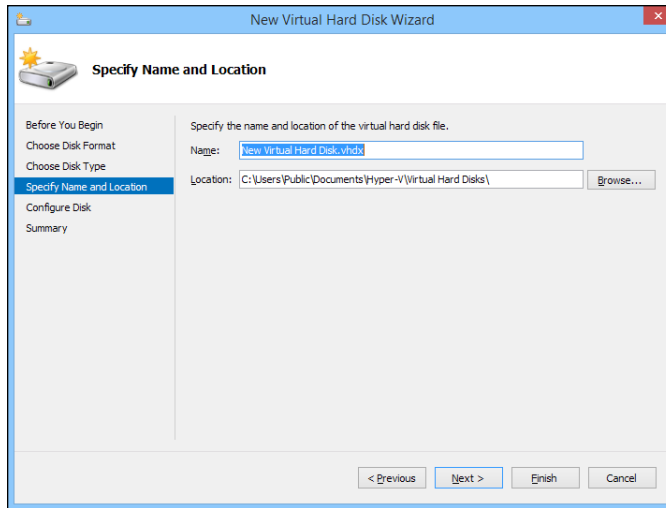 New Virtual Hard Disk Wizard
Specify Name and Location
Before You Begin
Choose Disk Format
Choose Disk Type
Specify Name and Location
Configure Disk
Summary
Specify the name and location of the virtual hard disk file.
Name: New Virtual Hard Disk.vhdx
Location: C:\Users\Public\Documents\Hyper-V\Virtual Hard Disks\ Browse...
< Previous Next > Finish Cancel